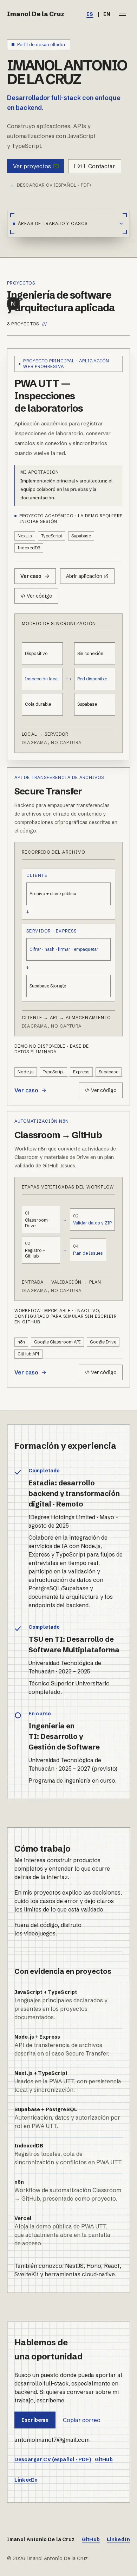 Imanol De la Cruz
ES | EN
Perfil de desarrollador
IMANOL ANTONIO
DE LA CRUZ
Desarrollador full-stack con enfoque
en backend.
Construyo aplicaciones, APIs y
automatizaciones con JavaScript
y TypeScript.
Ver proyectos
[ 01 ] Contactar
DESCARGAR CV (ESPAÑOL · PDF)
ÁREAS DE TRABAJO Y CASOS
PROYECTOS
Ingeniería de software
y arquitectura aplicada
3 PROYECTOS //
N
PROYECTO PRINCIPAL · APLICACIÓN
WEB PROGRESIVA
PWA UTT —
Inspecciones
de laboratorios
Aplicación web instalable para
conservar inspecciones sin
conexión y sincronizarlas
cuando vuelve la red.
MI APORTACIÓN
Implementación principal y arquitectura; el
equipo colaboró en las pruebas y la
documentación.
PROYECTO ACADÉMICO · LA DEMO REQUIERE
INICIAR SESIÓN
Next.js
TypeScript
Supabase
IndexedDB
Ver caso →
Abrir aplicación
</> Ver código
MODELO DE SINCRONIZACIÓN
Dispositivo
Sin conexión
Inspección local
Red disponible
Cola durable
Supabase
LOCAL → SERVIDOR
DIAGRAMA, NO CAPTURA
API DE TRANSFERENCIA DE ARCHIVOS
Secure Transfer
Backend para preparar transferencias
de archivos con cifrado de contenido y
comprobaciones criptográficas descritas en
el código.
RECORRIDO DEL ARCHIVO
CLIENTE
Archivo + clave pública
↓
SERVIDOR · EXPRESS
Cifrar · hash · firmar · empaquetar
↓
Supabase Storage
CLIENTE → API → ALMACENAMIENTO
DIAGRAMA, NO CAPTURA
DEMO NO DISPONIBLE · BASE DE
DATOS ELIMINADA
Node.js
TypeScript
Express
Supabase
Ver caso →
</> Ver código
AUTOMATIZACIÓN N8N
Classroom → GitHub
Workflow n8n que convierte actividades de
Classroom y materiales de Drive en un plan
validado de GitHub Issues.
ETAPAS VERIFICADAS DEL WORKFLOW
01
Classroom +
Drive
02
Validar datos y ZIP
03
Registro +
GitHub
04
Plan de Issues
ENTRADA → VALIDACIÓN → PLAN
DIAGRAMA, NO CAPTURA
WORKFLOW IMPORTABLE · INACTIVO,
CONFIGURADO PARA SIMULAR SIN ESCRIBIR
EN GITHUB
n8n
Google Classroom API
Google Drive
GitHub API
Ver caso →
</> Ver código
Formación y experiencia
Completado
Estadía: desarrollo
backend y transformación
digital · Remoto
1Degree Holdings Limited · Mayo –
agosto de 2025
Colaboré en la integración de
servicios de IA con Node.js,
Express y TypeScript para flujos de
entrevistas en tiempo real,
participé en la validación y
estructuración de datos con
PostgreSQL/Supabase y
documenté la arquitectura y los
endpoints del backend.
Completado
TSU en TI: Desarrollo de
Software Multiplataforma
Universidad Tecnológica de
Tehuacán · 2023 – 2025
Técnico Superior Universitario
completado.
En curso
Ingeniería en
TI: Desarrollo y
Gestión de Software
Universidad Tecnológica de
Tehuacán · 2025 – 2027 (previsto)
Programa de ingeniería en curso.
Cómo trabajo
Me interesa construir productos
completos y entender lo que ocurre
detrás de la interfaz.
En mis proyectos explico las decisiones,
cuido los casos de error y dejo claros
los límites de lo que está validado.
Fuera del código, disfruto
los videojuegos.
Con evidencia en proyectos
JavaScript + TypeScript
Lenguajes principales declarados y
presentes en los proyectos
documentados.
Node.js + Express
API de transferencia de archivos
descrita en el caso Secure Transfer.
Next.js + TypeScript
Usados en la PWA UTT, con persistencia
local y sincronización.
Supabase + PostgreSQL
Autenticación, datos y autorización por
rol en PWA UTT.
IndexedDB
Registros locales, cola de
sincronización y conflictos en PWA UTT.
n8n
Workflow de automatización Classroom
→ GitHub, presentado como proyecto.
Vercel
Aloja la demo pública de PWA UTT,
que actualmente abre en la pantalla
de acceso.
También conozco: NestJS, Hono, React,
SvelteKit y herramientas cloud-native.
Hablemos de
una oportunidad
Busco un puesto donde pueda aportar al
desarrollo full-stack, especialmente en
backend. Si quieres conversar sobre mi
trabajo, escríbeme.
Escríbeme
Copiar correo
antonioimanol7@gmail.com
Descargar CV (español · PDF)
GitHub
LinkedIn
Imanol Antonio De la Cruz
GitHub
LinkedIn
© 2026 Imanol Antonio De la Cruz